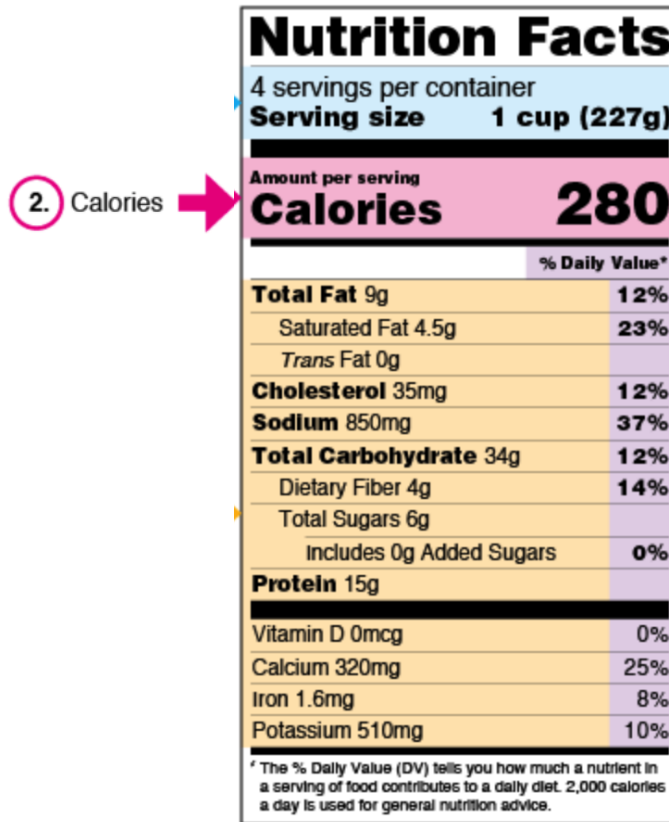 Nutrition Facts
4 servings per container
Serving size 1 cup (227g)
2. Calories
Amount per serving
Calories 280
% Daily Value*
Total Fat 9g 12%
Saturated Fat 4.5g 23%
Trans Fat 0g
Cholesterol 35mg 12%
Sodium 850mg 37%
Total Carbohydrate 34g 12%
Dietary Fiber 4g 14%
Total Sugars 6g
Includes 0g Added Sugars 0%
Protein 15g
Vitamin D 0mcg 0%
Calcium 320mg 25%
Iron 1.6mg 8%
Potassium 510mg 10%
* The % Daily Value (DV) tells you how much a nutrient in
a serving of food contributes to a daily diet. 2,000 calories
a day is used for general nutrition advice.